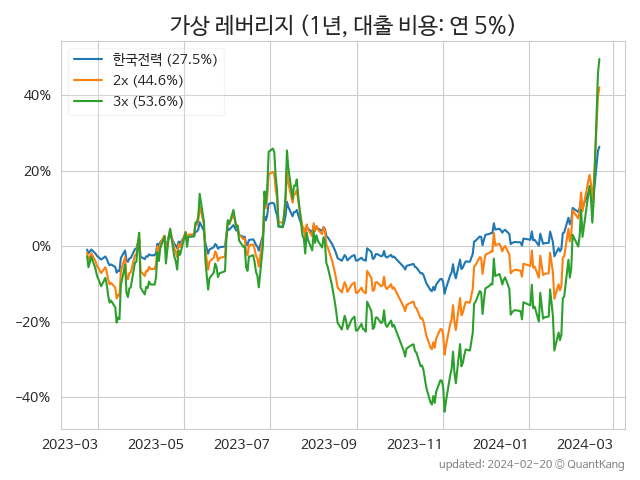 가상 레버리지 (1년, 대출 비용: 연 5%)
한국전력 (27.5%)
2x (44.6%)
3x (53.6%)
40%
20%
0%
−20%
−40%
2023-03 2023-05 2023-07 2023-09 2023-11 2024-01 2024-03
updated: 2024-02-20 © QuantKang